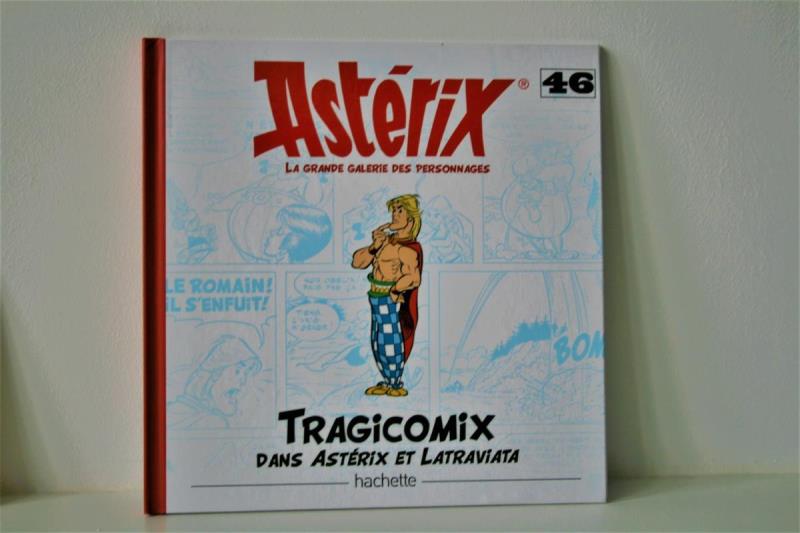 Astérix®
46
LA GRANDE GALERIE DES PERSONNAGES
LE ROMAIN!
IL S'ENFUIT!
BOM
TRAGICOMIX
DANS ASTÉRIX ET LATRAVIATA
hachette